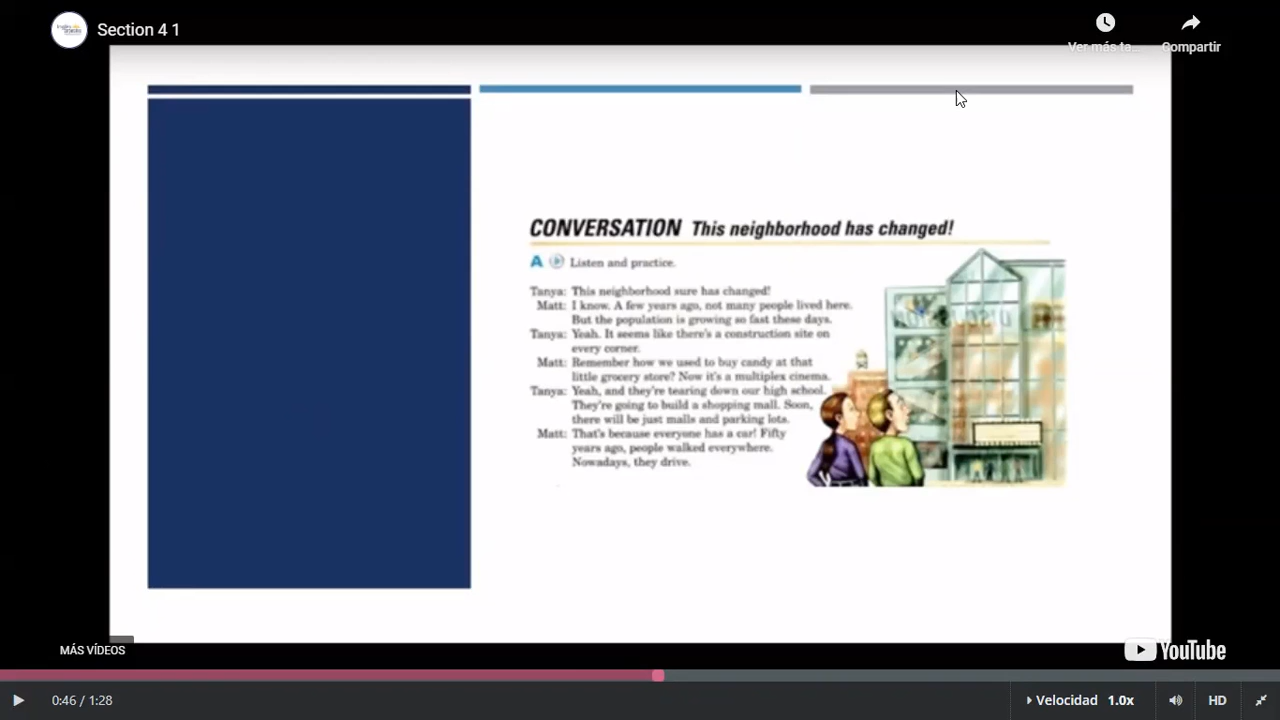 Section 4 1
Ver más ta...
Compartir
CONVERSATION This neighborhood has changed!
A Listen and practice.
Tanya: This neighborhood sure has changed!
Matt: I know. A few years ago, not many people lived here.
But the population is growing so fast these days.
Tanya: Yeah. It seems like there's a construction site on
every corner.
Matt: Remember how we used to buy candy at that
little grocery store? Now it's a multiplex cinema.
Tanya: Yeah, and they're tearing down our high school.
They're going to build a shopping mall. Soon,
there will be just malls and parking lots.
Matt: That's because everyone has a car! Fifty
years ago, people walked everywhere.
Nowadays, they drive.
MÁS VÍDEOS
YouTube
0:46 / 1:28
Velocidad 1.0x
HD